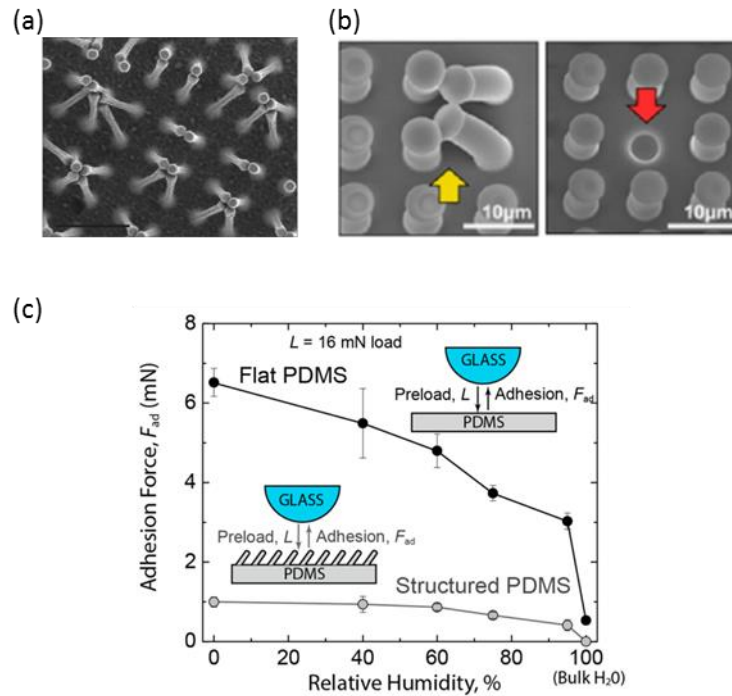 (a)
(b)
10μm
10μm
(c)
8
6
4
2
0
Adhesion Force, Fad (mN)
L = 16 mN load
Flat PDMS
GLASS
Preload, L
Adhesion, Fad
PDMS
GLASS
Preload, L
Adhesion, Fad
PDMS
Structured PDMS
0 20 40 60 80 100
(Bulk H20)
Relative Humidity, %